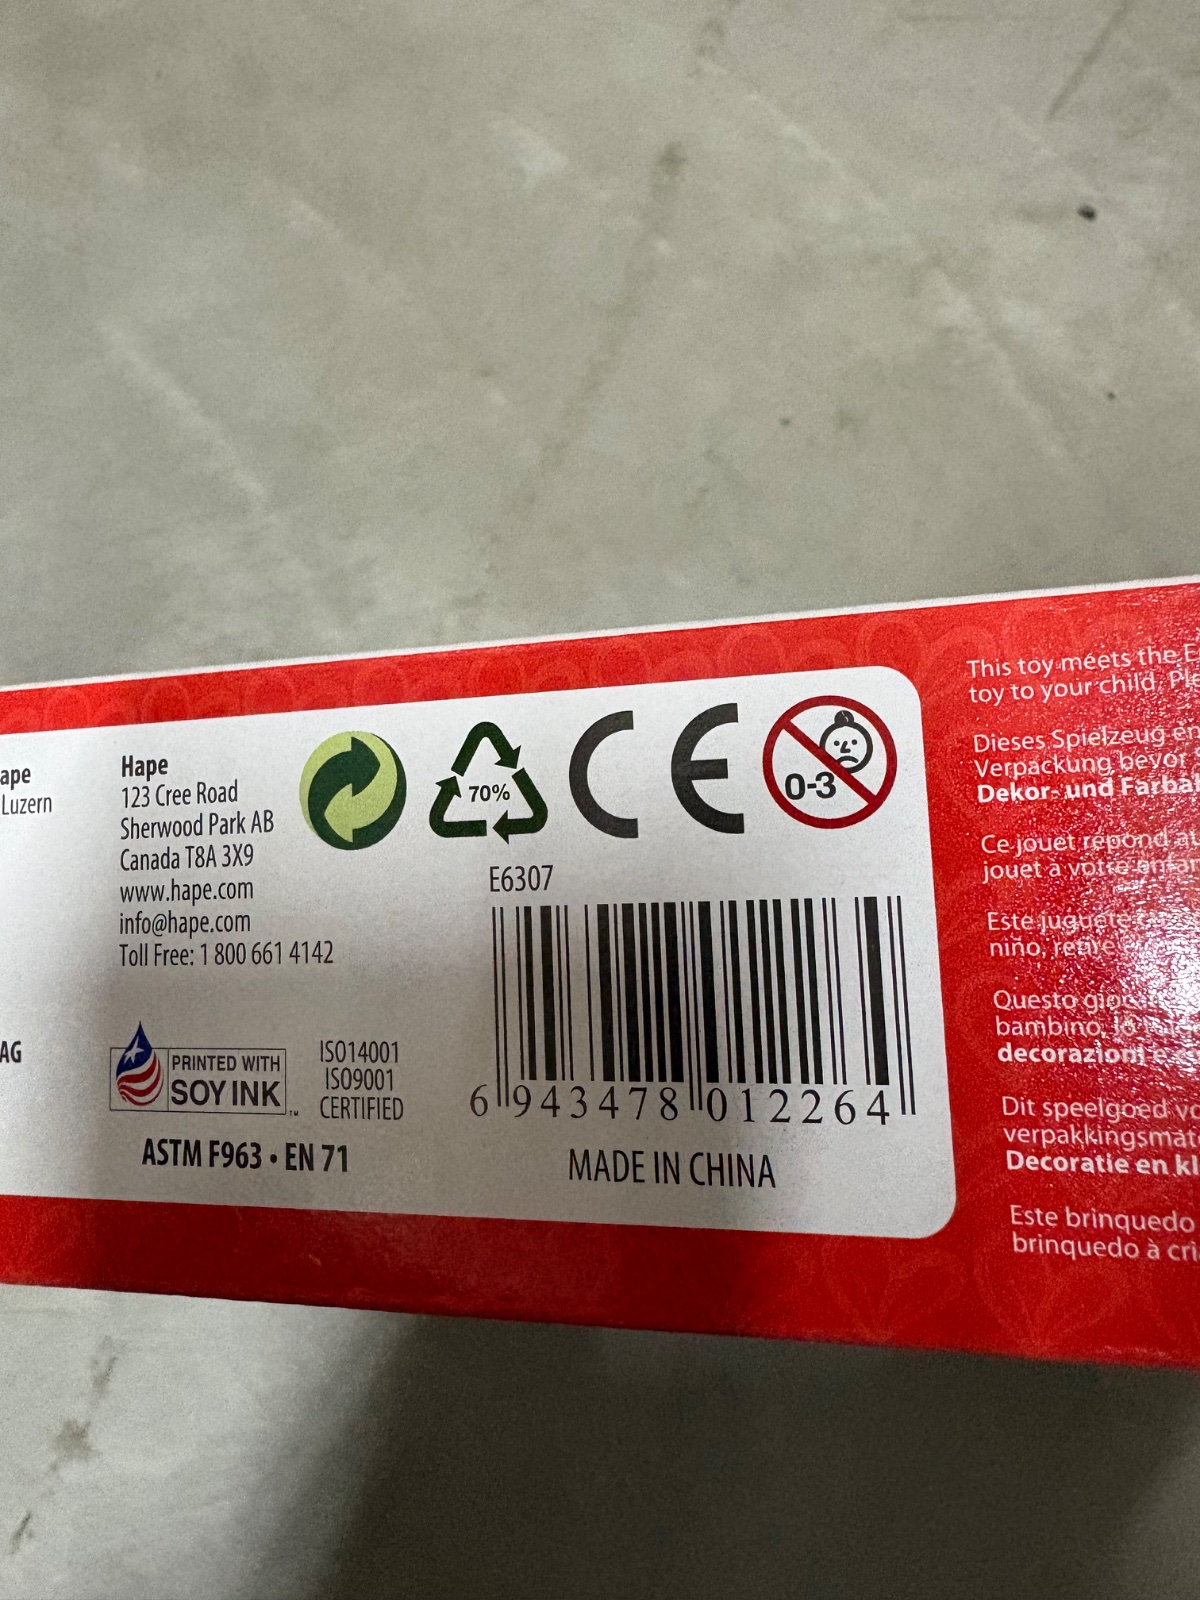 ape
Luzern
AG
Hape
123 Cree Road
Sherwood Park AB
Canada T8A 3X9
www.hape.com
info@hape.com
Toll Free: 1 800 661 4142
PRINTED WITH
SOY INK
™
ISO14001
ISO9001
CERTIFIED
ASTM F963 • EN 71
70%
CE
0-3
E6307
6 943478 012264
MADE IN CHINA
This toy meets the
toy to your child.
Dieses Spielzeug
Verpackung bevor
Dekor- und
Ce jouet répond
jouet à votre
Este juguete
niño,
Questo
bambino,
decorazioni e
Dit speelgoed
Decoratie en
Este brinquedo
brinquedo à